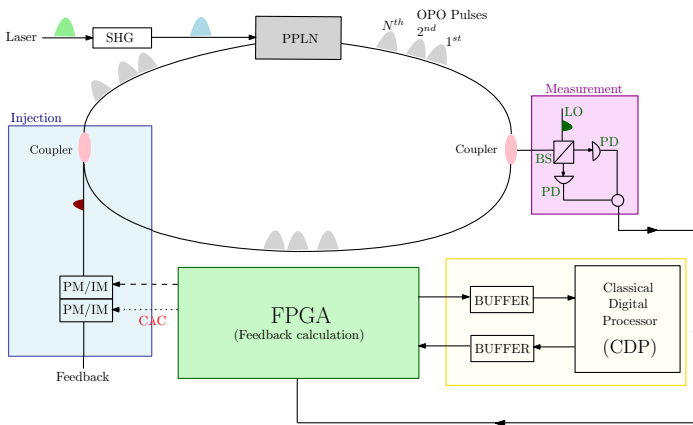 Laser
SHG
PPLN
N^th
OPO Pulses
2^nd
1^st
Measurement
LO
PD
BS
PD
Coupler
Injection
Coupler
PM/IM
PM/IM
CAC
Feedback
FPGA
(Feedback calculation)
BUFFER
BUFFER
Classical
Digital
Processor
(CDP)